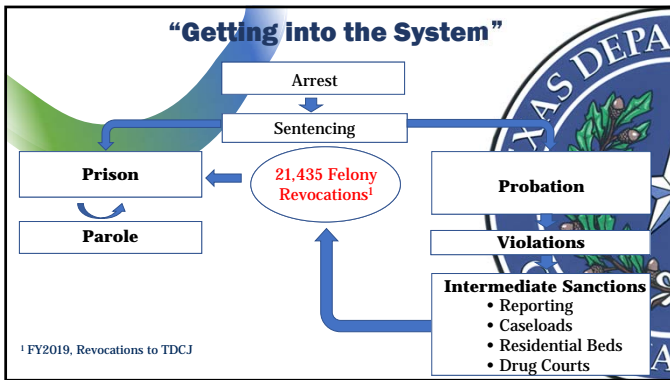 “Getting into the System”
Arrest
Sentencing
Prison
21,435 Felony
Revocations¹
Probation
Parole
Violations
Intermediate Sanctions
• Reporting
• Caseloads
• Residential Beds
• Drug Courts
¹ FY2019, Revocations to TDCJ